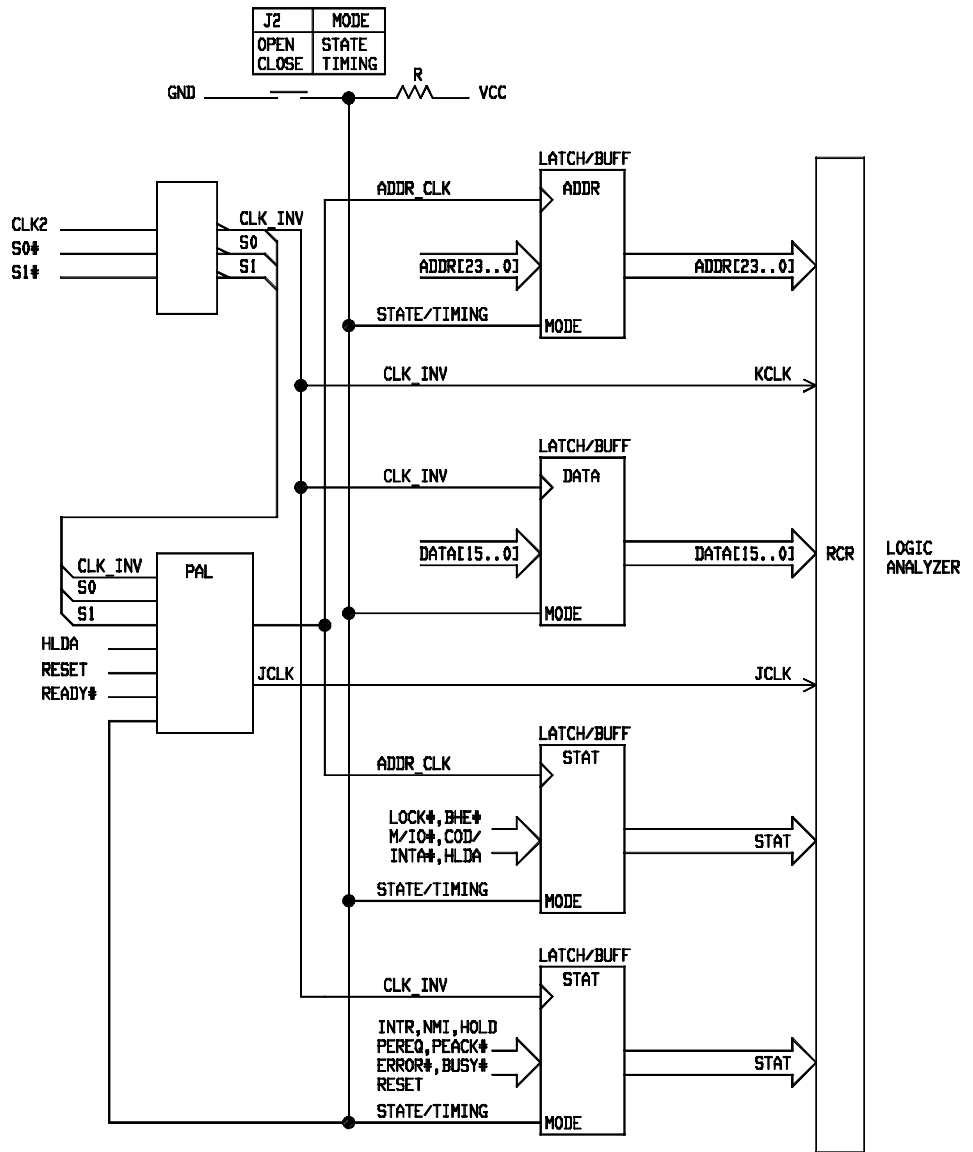 J2 MODE
OPEN STATE
CLOSE TIMING
R
GND
VCC
LATCH/BUFF
ADDR_CLK
ADDR
CLK2
S0#
S1#
CLK_INV
S0
S1
ADDR[23..0]
ADDR[23..0]
STATE/TIMING
MODE
CLK_INV
KCLK
LATCH/BUFF
CLK_INV
DATA
DATA[15..0]
DATA[15..0]
RCR
LOGIC
ANALYZER
CLK_INV
S0
S1
PAL
MODE
HLDA
RESET
READY#
JCLK
JCLK
LATCH/BUFF
ADDR_CLK
STAT
LOCK#,BHE#
M/IO#,COD/
INTA#,HLDA
STAT
STATE/TIMING
MODE
LATCH/BUFF
CLK_INV
STAT
INTR,NMI,HOLD
PEREQ,PEACK#
ERROR#,BUSY#
RESET
STAT
STATE/TIMING
MODE